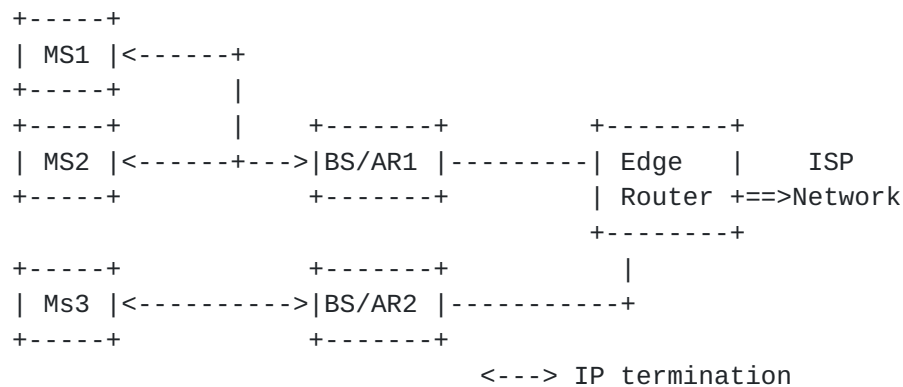 +-----+
| MS1 |<------+
+-----+       |
+-----+       |    +-------+         +--------+
| MS2 |<------+--->|BS/AR1 |---------| Edge   |    ISP
+-----+            +-------+         | Router +==>Network
                                     +--------+
+-----+            +-------+           |
| Ms3 |<---------->|BS/AR2 |-----------+
+-----+            +-------+
                              <---> IP termination